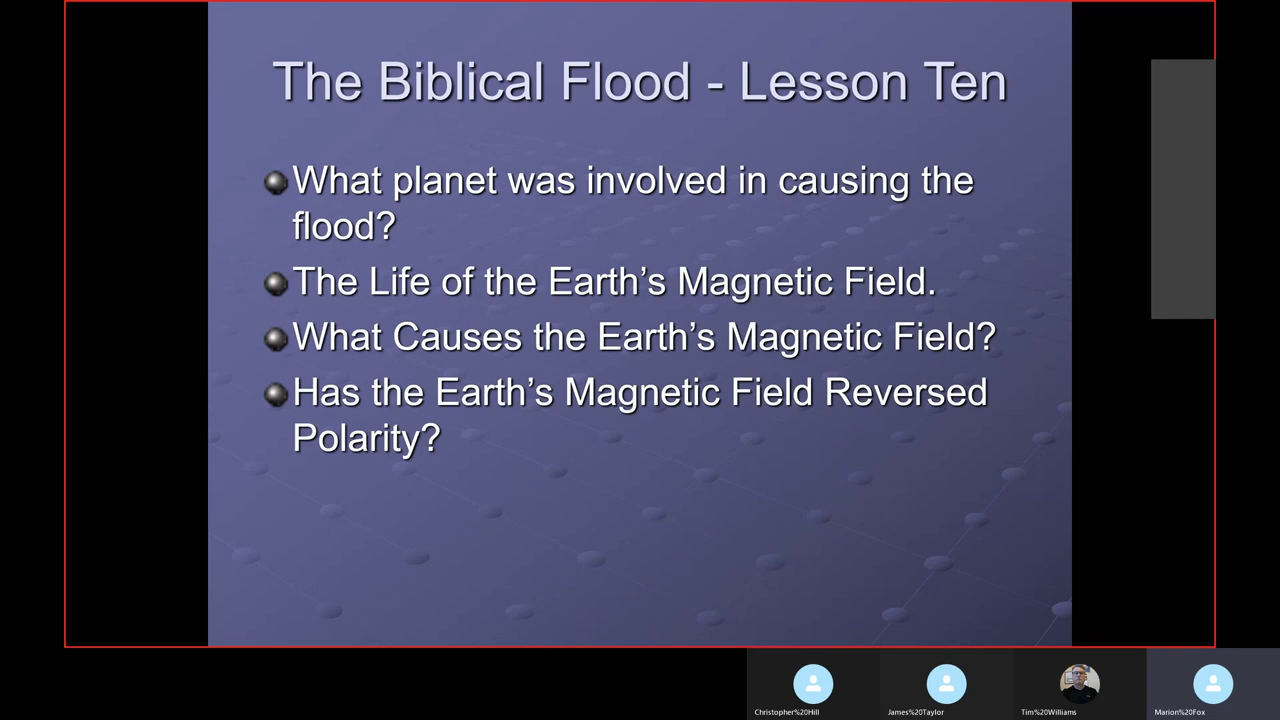 The Biblical Flood - Lesson Ten
What planet was involved in causing the
flood?
The Life of the Earth’s Magnetic Field.
What Causes the Earth’s Magnetic Field?
Has the Earth’s Magnetic Field Reversed
Polarity?
Christopher%20Hill
James%20Taylor
Tim%20Williams
Marion%20Fox